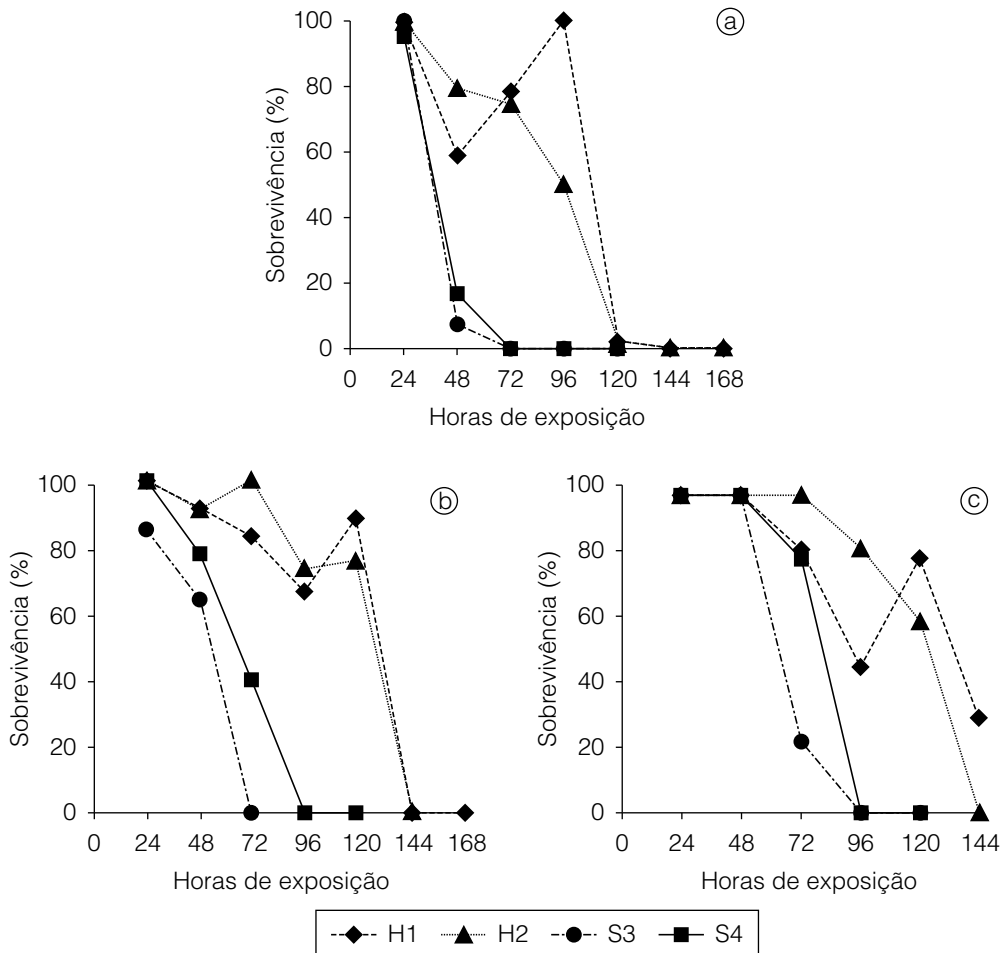 a
Sobrevivência (%)
100
80
60
40
20
0
0 24 48 72 96 120 144 168
Horas de exposição
b
Sobrevivência (%)
100
80
60
40
20
0
0 24 48 72 96 120 144 168
Horas de exposição
c
Sobrevivência (%)
100
80
60
40
20
0
0 24 48 72 96 120 144
Horas de exposição
H1 H2 S3 S4